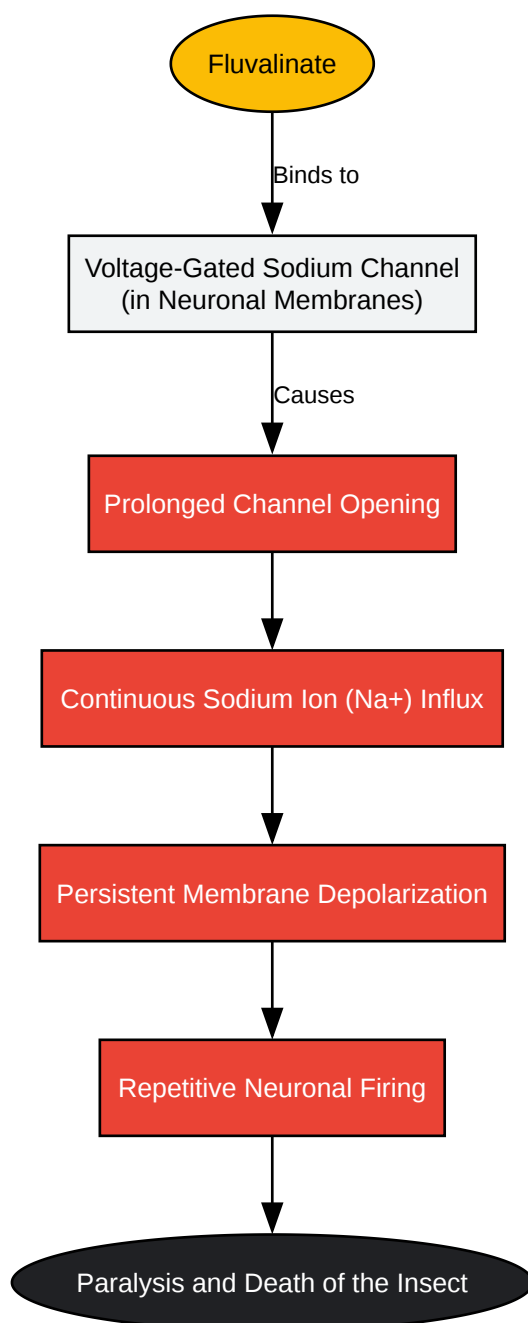 Fluvalinate
Binds to
Voltage-Gated Sodium Channel
(in Neuronal Membranes)
Causes
Prolonged Channel Opening
Continuous Sodium Ion (Na+) Influx
Persistent Membrane Depolarization
Repetitive Neuronal Firing
Paralysis and Death of the Insect